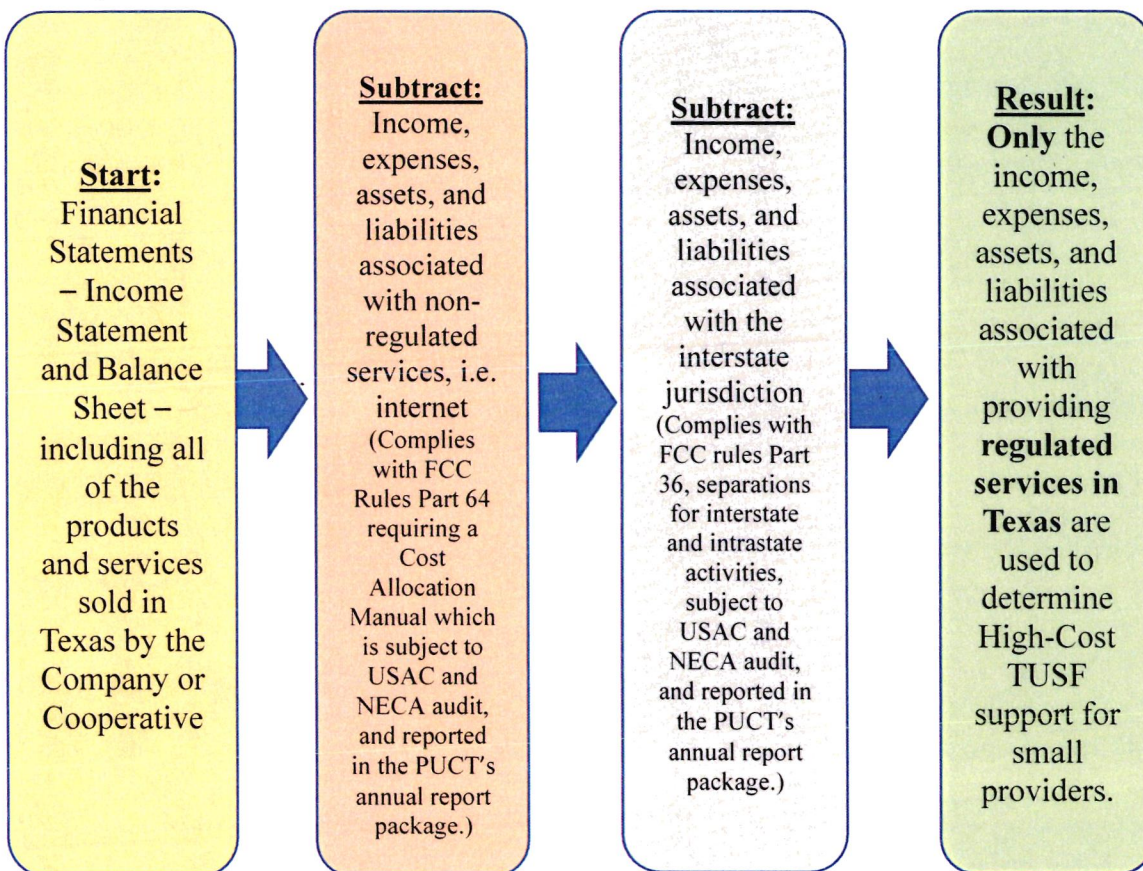 Start:
Financial
Statements
– Income
Statement
and Balance
Sheet –
including all
of the
products
and services
sold in
Texas by the
Company or
Cooperative
Subtract:
Income,
expenses,
assets, and
liabilities
associated
with non-
regulated
services, i.e.
internet
(Complies
with FCC
Rules Part 64
requiring a
Cost
Allocation
Manual which
is subject to
USAC and
NECA audit,
and reported
in the PUCT's
annual report
package.)
Subtract:
Income,
expenses,
assets, and
liabilities
associated
with the
interstate
jurisdiction
(Complies with
FCC rules Part
36, separations
for interstate
and intrastate
activities,
subject to
USAC and
NECA audit,
and reported in
the PUCT's
annual report
package.)
Result:
Only the
income,
expenses,
assets, and
liabilities
associated
with
providing
regulated
services in
Texas are
used to
determine
High-Cost
TUSF
support for
small
providers.